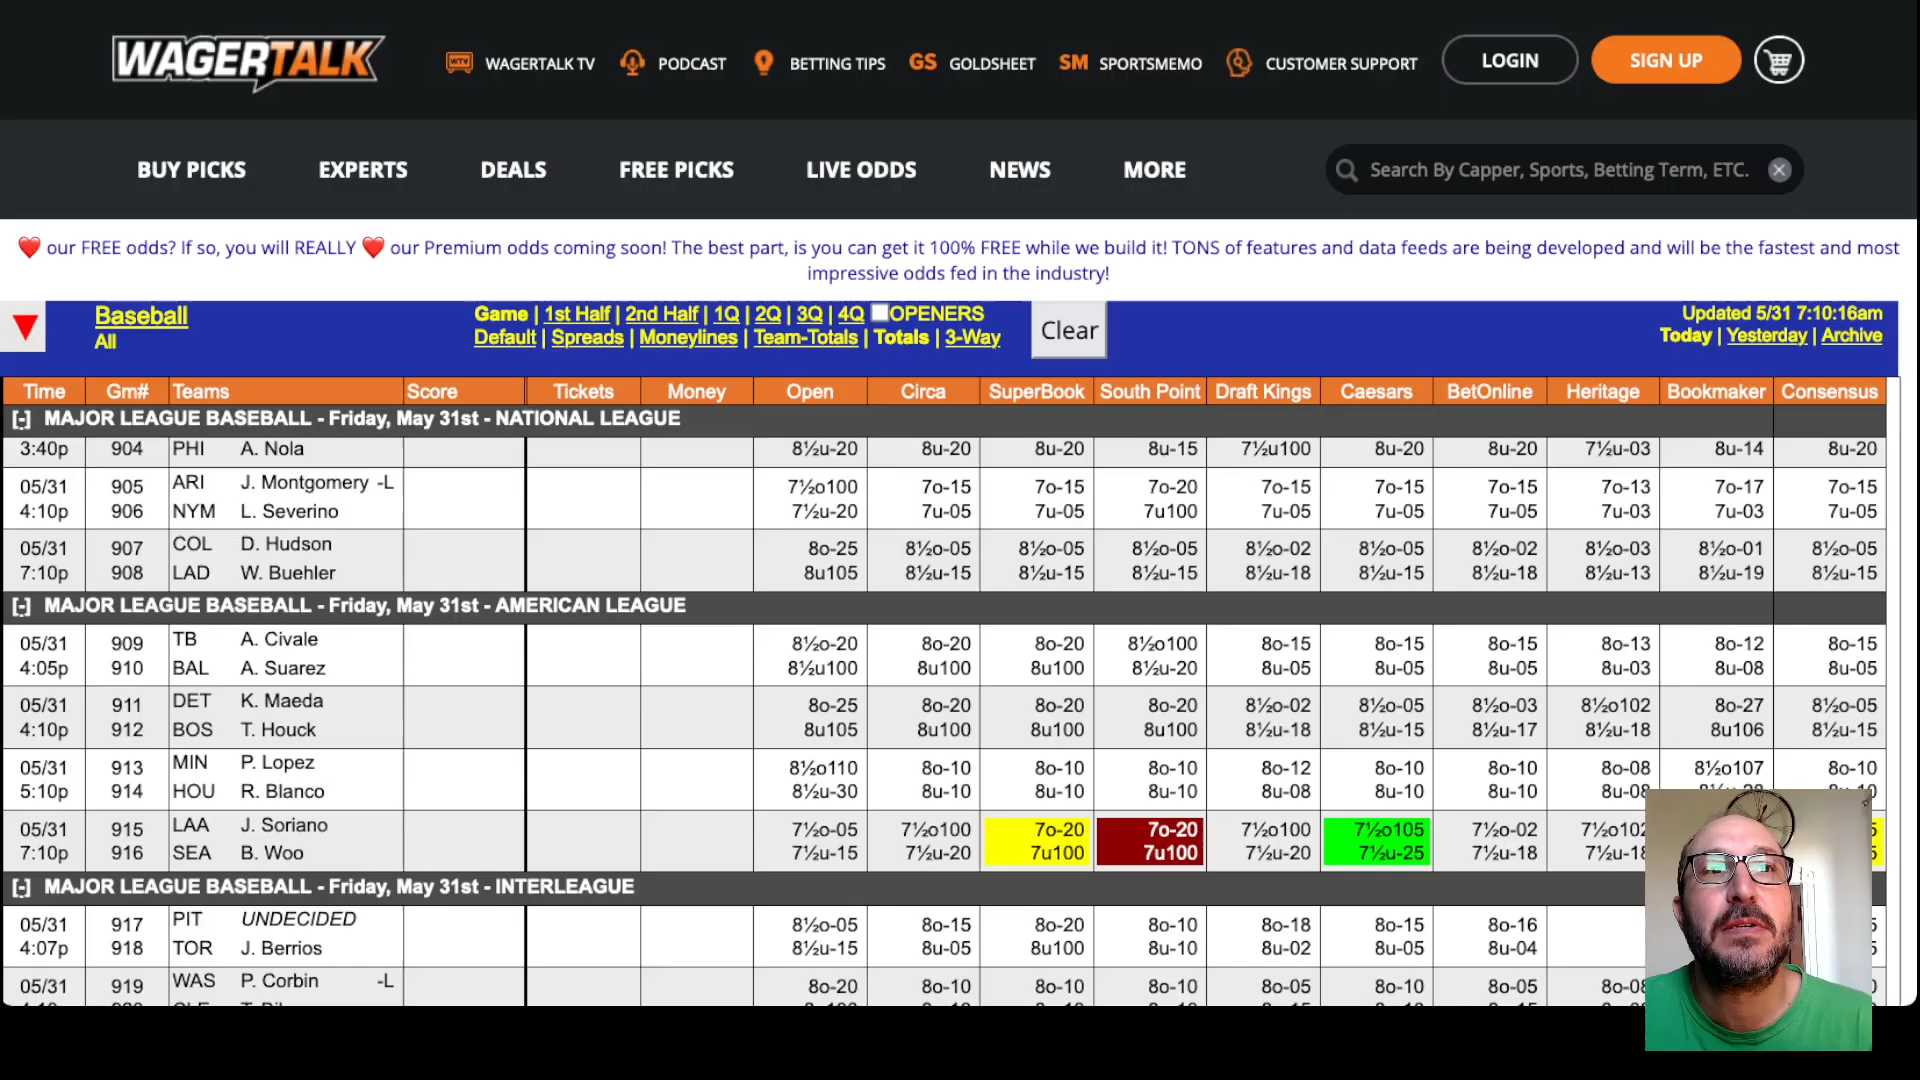 WAGERTALK
WTV WAGERTALK TV PODCAST BETTING TIPS GS GOLDSHEET SM SPORTSMEMO CUSTOMER SUPPORT LOGIN SIGN UP
BUY PICKS EXPERTS DEALS FREE PICKS LIVE ODDS NEWS MORE Search By Capper, Sports, Betting Term, ETC.
❤️ our FREE odds? If so, you will REALLY ❤️ our Premium odds coming soon! The best part, is you can get it 100% FREE while we build it! TONS of features and data feeds are being developed and will be the fastest and most
impressive odds fed in the industry!
Baseball Game | 1st Half | 2nd Half | 1Q | 2Q | 3Q | 4Q OPENERS Clear Updated 5/31 7:10:16am
All Default | Spreads | Moneylines | Team-Totals | Totals | 3-Way Today | Yesterday | Archive
Time Gm# Teams Score Tickets Money Open Circa SuperBook South Point Draft Kings Caesars BetOnline Heritage Bookmaker Consensus
[-] MAJOR LEAGUE BASEBALL - Friday, May 31st - NATIONAL LEAGUE
3:40p 904 PHI A. Nola 8½u-20 8u-20 8u-20 8u-15 7½u100 8u-20 8u-20 7½u-03 8u-14 8u-20
05/31 905 ARI J. Montgomery -L 7½o100 7o-15 7o-15 7o-20 7o-15 7o-15 7o-15 7o-13 7o-17 7o-15
4:10p 906 NYM L. Severino 7½u-20 7u-05 7u-05 7u100 7u-05 7u-05 7u-05 7u-03 7u-03 7u-05
05/31 907 COL D. Hudson 8o-25 8½o-05 8½o-05 8½o-05 8½o-02 8½o-05 8½o-02 8½o-03 8½o-01 8½o-05
7:10p 908 LAD W. Buehler 8u105 8½u-15 8½u-15 8½u-15 8½u-18 8½u-15 8½u-18 8½u-13 8½u-19 8½u-15
[-] MAJOR LEAGUE BASEBALL - Friday, May 31st - AMERICAN LEAGUE
05/31 909 TB A. Civale 8½o-20 8o-20 8o-20 8½o100 8o-15 8o-15 8o-15 8o-13 8o-12 8o-15
4:05p 910 BAL A. Suarez 8½u100 8u100 8u100 8½u-20 8u-05 8u-05 8u-05 8u-03 8u-08 8u-05
05/31 911 DET K. Maeda 8o-25 8o-20 8o-20 8o-20 8½o-02 8½o-05 8½o-03 8½o102 8o-27 8½o-05
4:10p 912 BOS T. Houck 8u105 8u100 8u100 8u100 8½u-18 8½u-15 8½u-17 8½u-18 8u106 8½u-15
05/31 913 MIN P. Lopez 8½o110 8o-10 8o-10 8o-10 8o-12 8o-10 8o-10 8o-08 8½o107 8o-10
5:10p 914 HOU R. Blanco 8½u-30 8u-10 8u-10 8u-10 8u-08 8u-10 8u-10 8u-08
05/31 915 LAA J. Soriano 7½o-05 7½o100 7o-20 7o-20 7½o100 7½o105 7½o-02 7½o102
7:10p 916 SEA B. Woo 7½u-15 7½u-20 7u100 7u100 7½u-20 7½u-25 7½u-18 7½u-18
[-] MAJOR LEAGUE BASEBALL - Friday, May 31st - INTERLEAGUE
05/31 917 PIT UNDECIDED 8½o-05 8o-15 8o-20 8o-10 8o-18 8o-15 8o-16
4:07p 918 TOR J. Berrios 8½u-15 8u-05 8u100 8u-10 8u-02 8u-05 8u-04
05/31 919 WAS P. Corbin -L 8o-20 8o-10 8o-10 8o-10 8o-05 8o-10 8o-05 8o-08